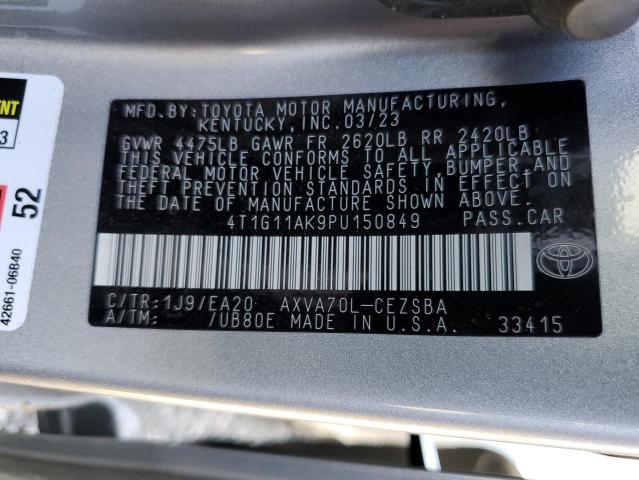 MFD.BY:TOYOTA MOTOR MANUFACTURING,
KENTUCKY,INC.03/23
GVWR 4475LB GAWR FR 2620LB RR 2420LB
THIS VEHICLE CONFORMS TO ALL APPLICABLE
FEDERAL MOTOR VEHICLE SAFETY,BUMPER,AND
THEFT PREVENTION STANDARDS IN EFFECT ON
THE DATE OF MANUFACTURE SHOWN ABOVE.
4T1G11AK9PU150849 PASS.CAR
C/TR:1J9/EA20 AXVA70L-CEZSBA
A/TM: /UB80E MADE IN U.S.A. 33415
52
42661-06B40